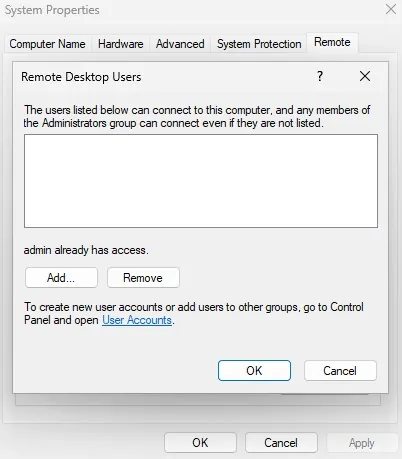 System Properties
Computer Name Hardware Advanced System Protection Remote
Remote Desktop Users
?
The users listed below can connect to this computer, and any members of
the Administrators group can connect even if they are not listed.
admin already has access.
Add... Remove
To create new user accounts or add users to other groups, go to Control
Panel and open User Accounts.
OK Cancel
OK Cancel Apply